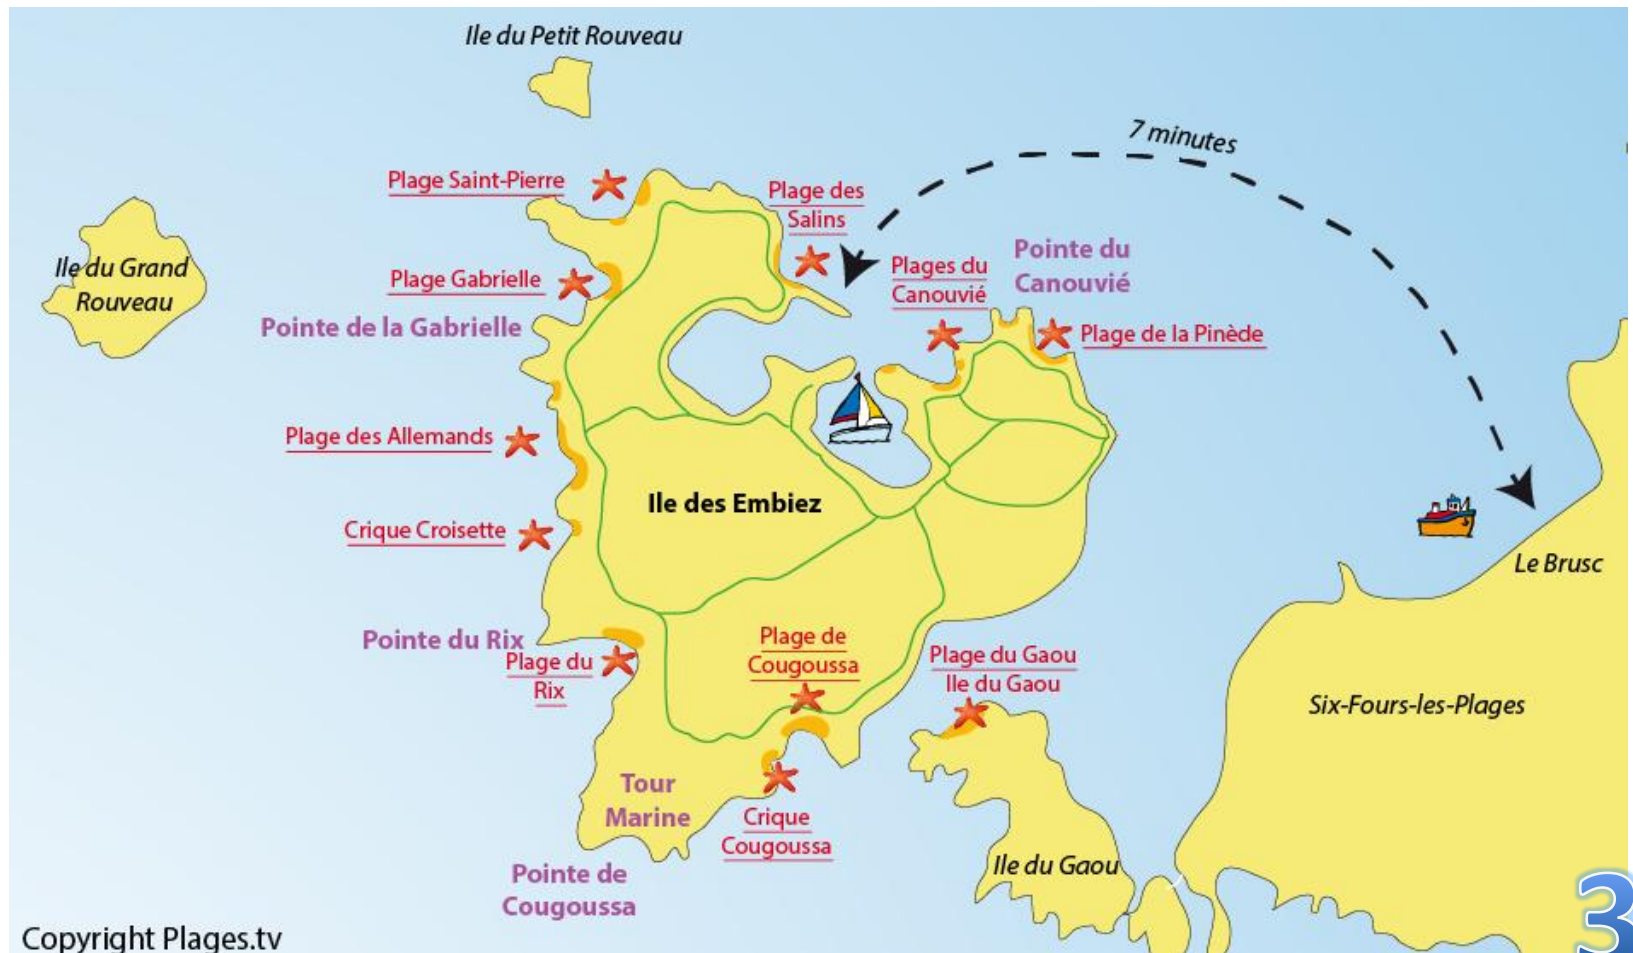 Ile du Petit Rouveau
7 minutes
Plage Saint-Pierre
Plage des
Salins
Ile du Grand
Rouveau
Plage Gabrielle
Plages du
Canouvié
Pointe du
Canouvié
Pointe de la Gabrielle
Plage de la Pinède
Plage des Allemands
Ile des Embiez
Crique Croisette
Le Brusc
Pointe du Rix
Plage du
Rix
Plage de
Cougoussa
Plage du Gaou
Ile du Gaou
Six-Fours-les-Plages
Tour
Marine
Crique
Cougoussa
Ile du Gaou
Pointe de
Cougoussa
3
Copyright Plages.tv